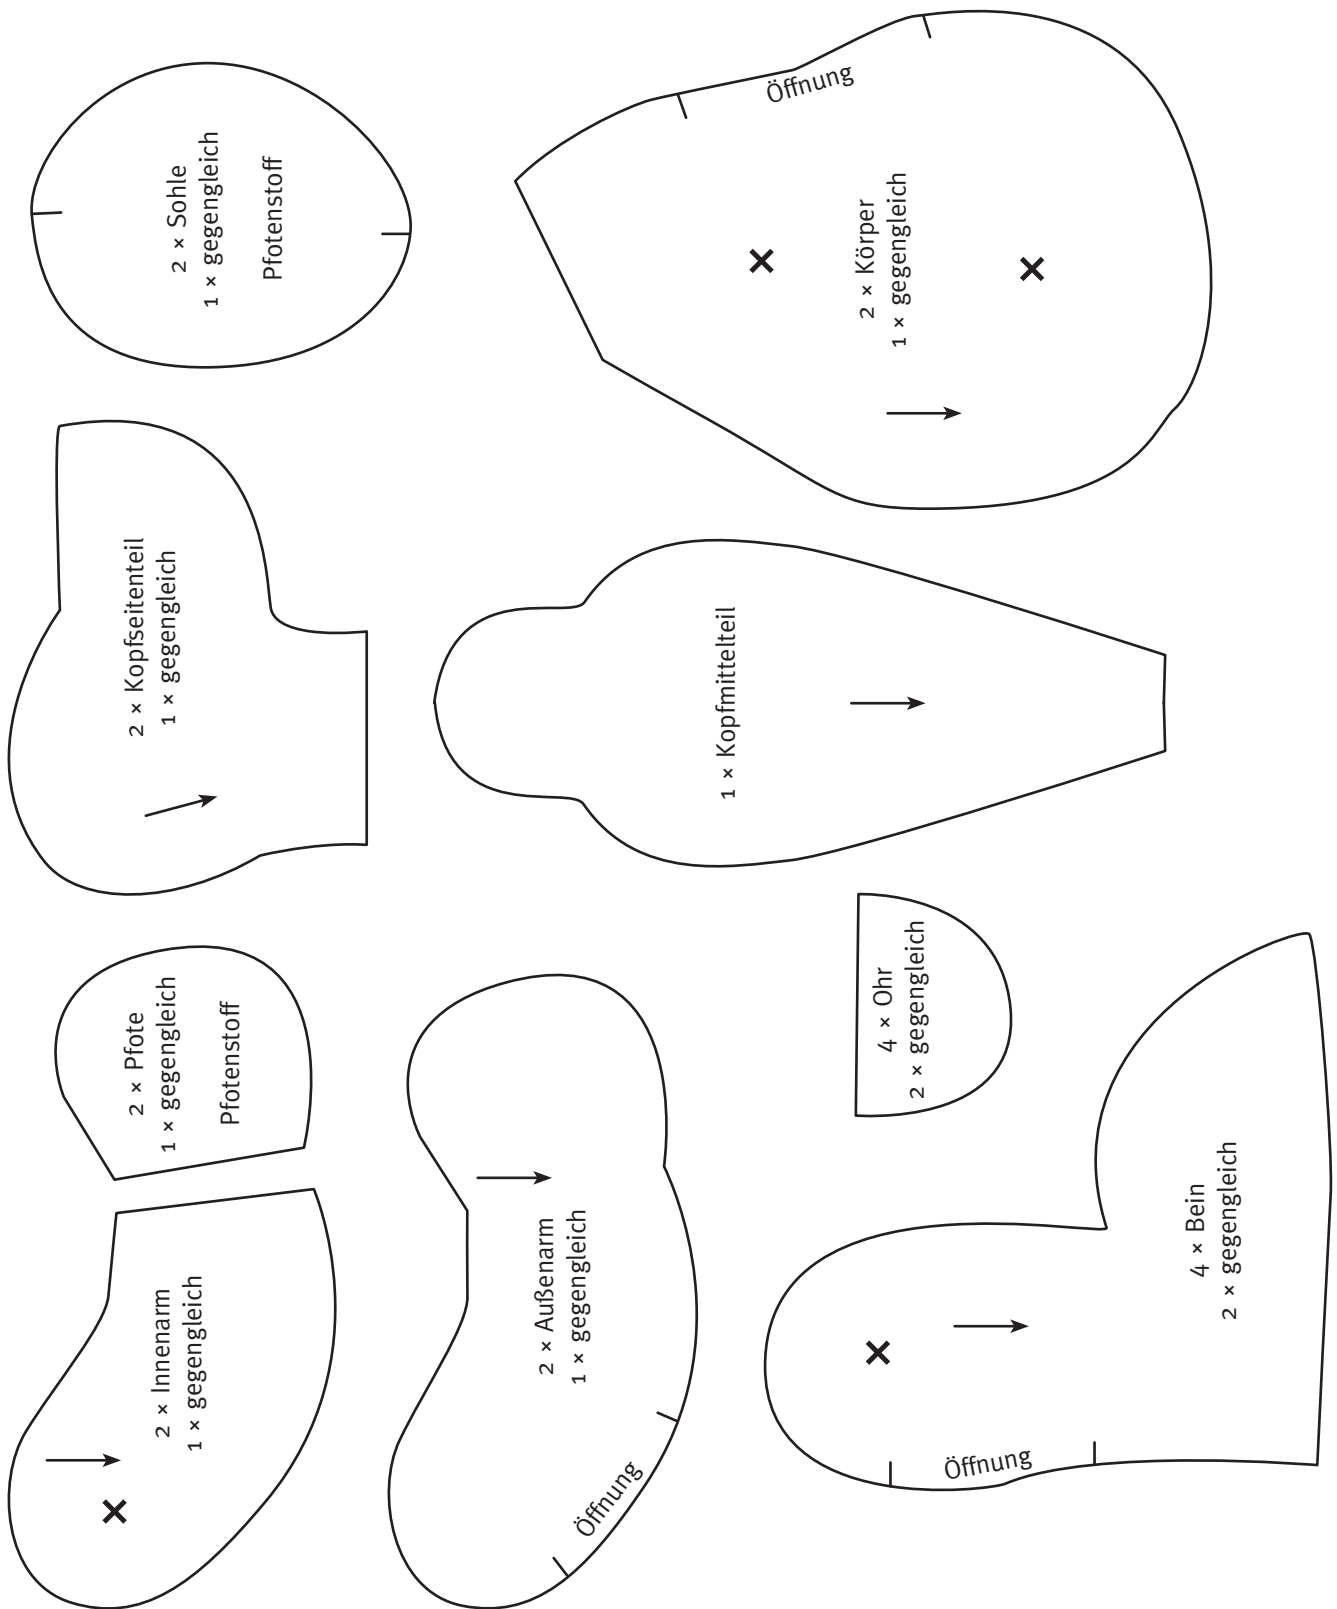 2 × Sohle
1 × gegengleich
Pfotenstoff
Öffnung
2 × Körper
1 × gegengleich
2 × Kopfseitenteil
1 × gegengleich
1 × Kopfmittelteil
2 × Pfote
1 × gegengleich
Pfotenstoff
4 × Ohr
2 × gegengleich
2 × Innenarm
1 × gegengleich
2 × Außenarm
1 × gegengleich
Öffnung
4 × Bein
2 × gegengleich
Öffnung